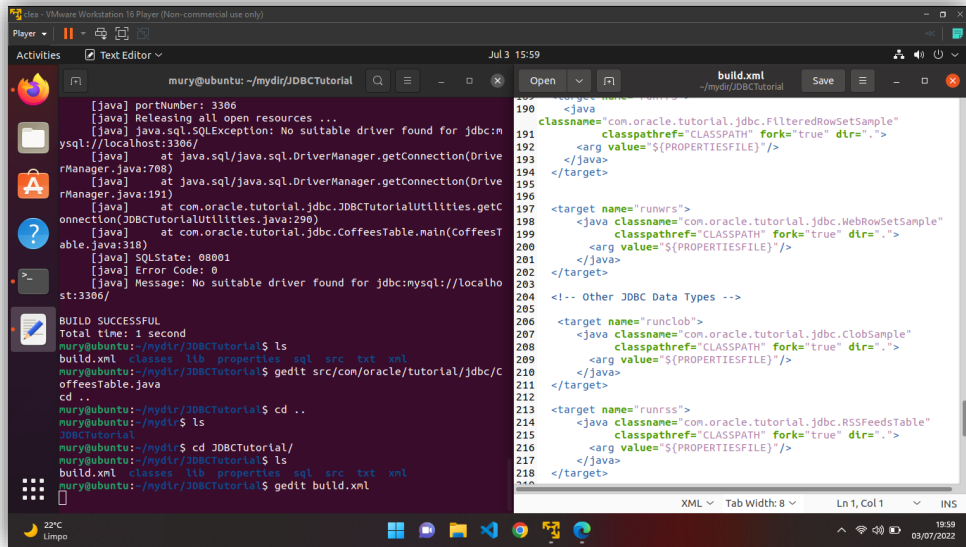 clea - VMware Workstation 16 Player (Non-commercial use only)
Player
Activities
Text Editor
Jul 3 15:59
mury@ubuntu: ~/mydir/JDBCTutorial
[java] portNumber: 3306
[java] Releasing all open resources ...
[java] java.sql.SQLException: No suitable driver found for jdbc:m
ysql://localhost:3306/
[java]     at java.sql/java.sql.DriverManager.getConnection(Drive
rManager.java:708)
[java]     at java.sql/java.sql.DriverManager.getConnection(Drive
rManager.java:191)
[java]     at com.oracle.tutorial.jdbc.JDBCTutorialUtilities.getC
onnection(JDBCTutorialUtilities.java:290)
[java]     at com.oracle.tutorial.jdbc.CoffeesTable.main(CoffeesT
able.java:318)
[java] SQLState: 08001
[java] Error Code: 0
[java] Message: No suitable driver found for jdbc:mysql://localho
st:3306/
BUILD SUCCESSFUL
Total time: 1 second
mury@ubuntu:~/mydir/JDBCTutorial$ ls
build.xml classes lib properties sql src txt xml
mury@ubuntu:~/mydir/JDBCTutorial$ gedit src/com/oracle/tutorial/jdbc/C
offeesTable.java
cd ..
mury@ubuntu:~/mydir/JDBCTutorial$ cd ..
mury@ubuntu:~/mydir$ ls
JDBCTutorial
mury@ubuntu:~/mydir$ cd JDBCTutorial/
mury@ubuntu:~/mydir/JDBCTutorial$ ls
build.xml classes lib properties sql src txt xml
mury@ubuntu:~/mydir/JDBCTutorial$ gedit build.xml
Open
build.xml
~/mydir/JDBCTutorial
Save
190 <java
classname="com.oracle.tutorial.jdbc.FilteredRowSetSample"
191 classpathref="CLASSPATH" fork="true" dir=".">
192 <arg value="${PROPERTIESFILE}"/>
193 </java>
194 </target>
195
196
197 <target name="runwrs">
198 <java classname="com.oracle.tutorial.jdbc.WebRowSetSample"
199 classpathref="CLASSPATH" fork="true" dir=".">
200 <arg value="${PROPERTIESFILE}"/>
201 </java>
202 </target>
203
204 <!-- Other JDBC Data Types -->
205
206 <target name="runclob">
207 <java classname="com.oracle.tutorial.jdbc.ClobSample"
208 classpathref="CLASSPATH" fork="true" dir=".">
209 <arg value="${PROPERTIESFILE}"/>
210 </java>
211 </target>
212
213 <target name="runrss">
214 <java classname="com.oracle.tutorial.jdbc.RSSFeedsTable"
215 classpathref="CLASSPATH" fork="true" dir=".">
216 <arg value="${PROPERTIESFILE}"/>
217 </java>
218 </target>
XML
Tab Width: 8
Ln 1, Col 1
INS
22°C
Limpo
19:59
03/07/2022